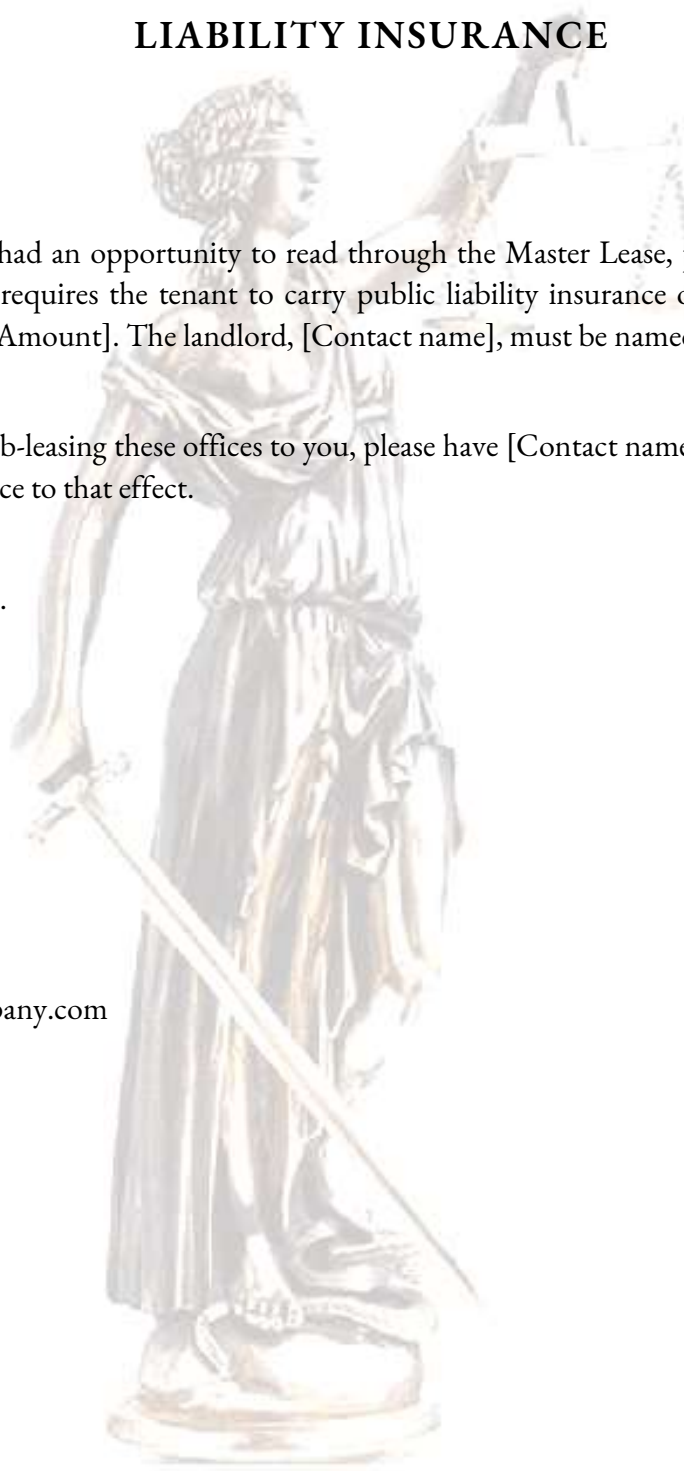 LIABILITY INSURANCE
had an opportunity to read through the Master Lease,
requires the tenant to carry public liability insurance
Amount]. The landlord, [Contact name], must be named
b-leasing these offices to you, please have [Contact name
ce to that effect.
.
pany.com